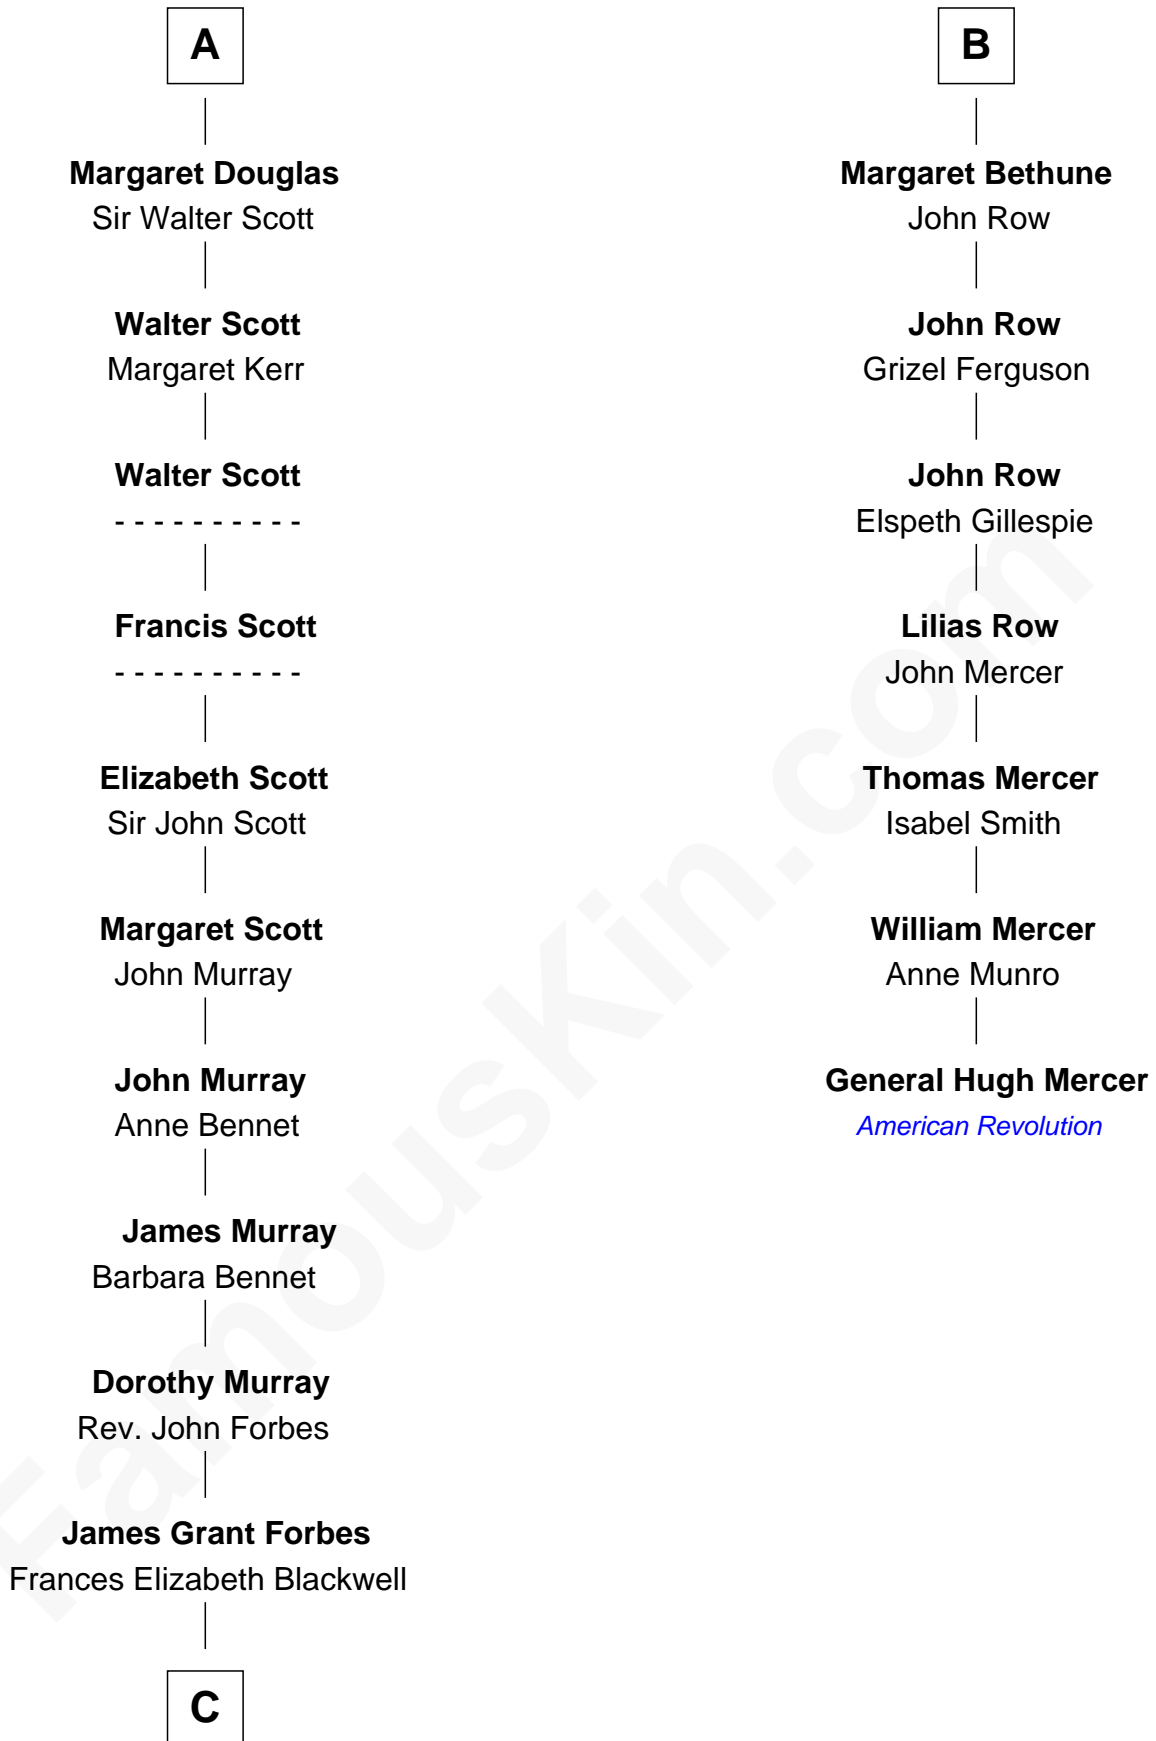 A
Margaret Douglas
Sir Walter Scott
Walter Scott
Margaret Kerr
Walter Scott
- - - - - - - - - -
Francis Scott
- - - - - - - - - -
Elizabeth Scott
Sir John Scott
Margaret Scott
John Murray
John Murray
Anne Bennet
James Murray
Barbara Bennet
Dorothy Murray
Rev. John Forbes
James Grant Forbes
Frances Elizabeth Blackwell
C
B
Margaret Bethune
John Row
John Row
Grizel Ferguson
John Row
Elspeth Gillespie
Lilias Row
John Mercer
Thomas Mercer
Isabel Smith
William Mercer
Anne Munro
General Hugh Mercer
American Revolution
FamousKin.com